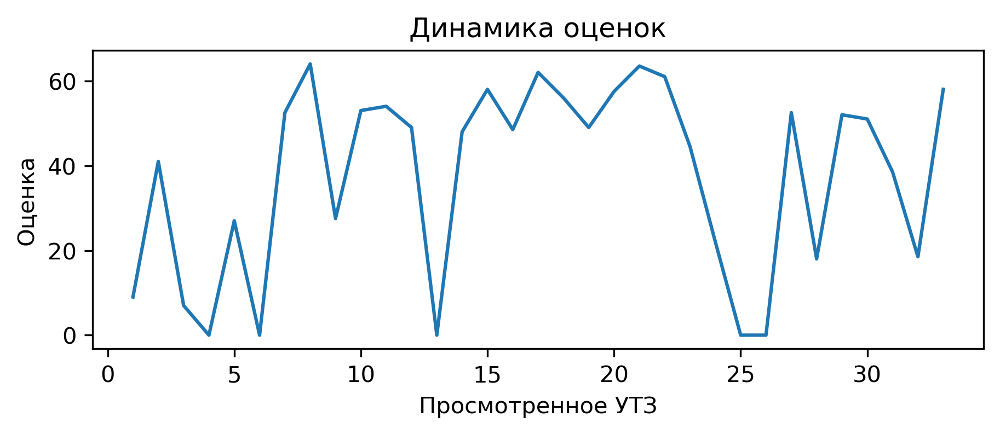 Динамика оценок
Оценка
60
40
20
0
0 5 10 15 20 25 30
Просмотренное УТЗ